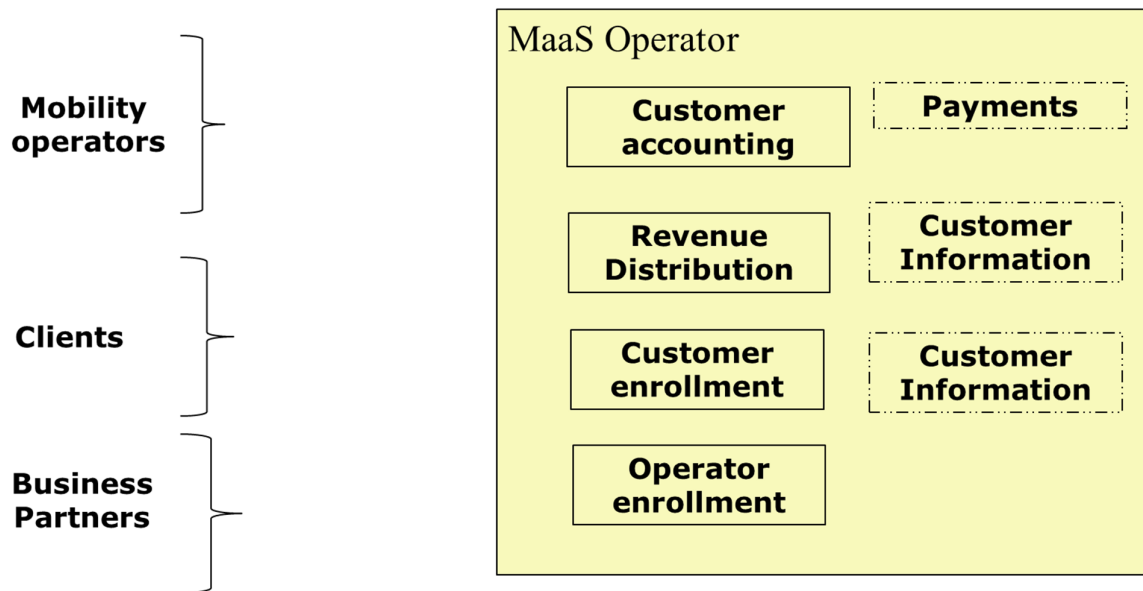 Mobility
operators
Clients
Business
Partners
MaaS Operator
Customer
accounting
Payments
Revenue
Distribution
Customer
Information
Customer
enrollment
Customer
Information
Operator
enrollment